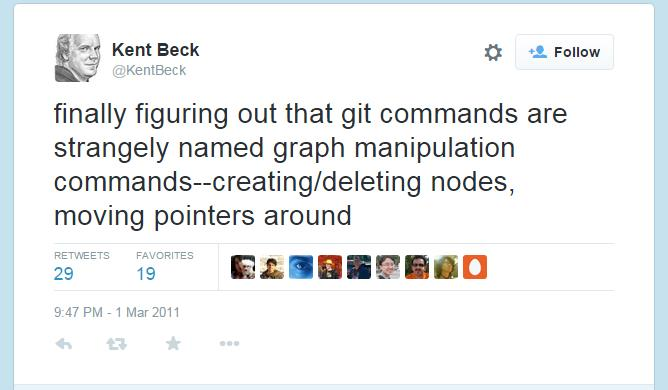 Kent Beck
@KentBeck
Follow
finally figuring out that git commands are
strangely named graph manipulation
commands--creating/deleting nodes,
moving pointers around
RETWEETS
29
FAVORITES
19
9:47 PM - 1 Mar 2011